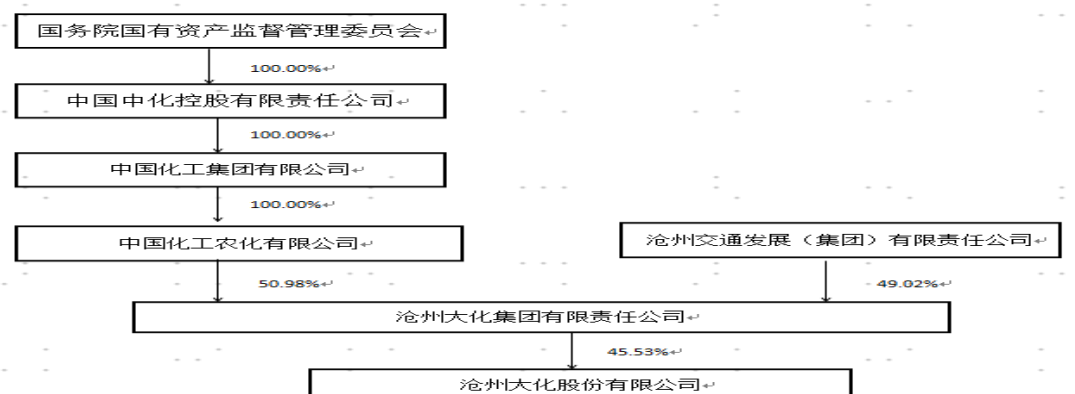 国务院国有资产监督管理委员会
100.00%
中国中化控股有限责任公司
100.00%
中国化工集团有限公司
100.00%
中国化工农化有限公司
沧州交通发展（集团）有限责任公司
50.98%
49.02%
沧州大化集团有限责任公司
45.53%
沧州大化股份有限公司